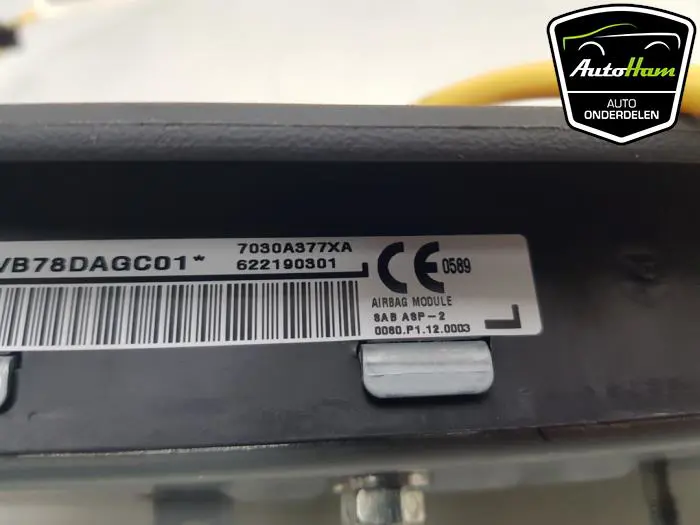 AutoHam
AUTO
ONDERDELEN
VB78DAGC01*
7030A377XA
622190301
CE 0589
AIRBAG MODULE
SAB ASP-2
0080.P1.12.0003